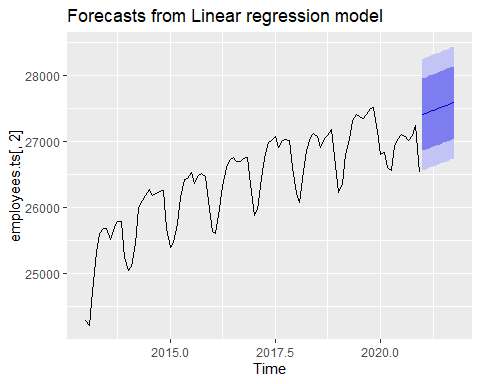 Forecasts from Linear regression model
28000
27000
26000
25000
employees.ts[, 2]
2015.0
2017.5
2020.0
Time